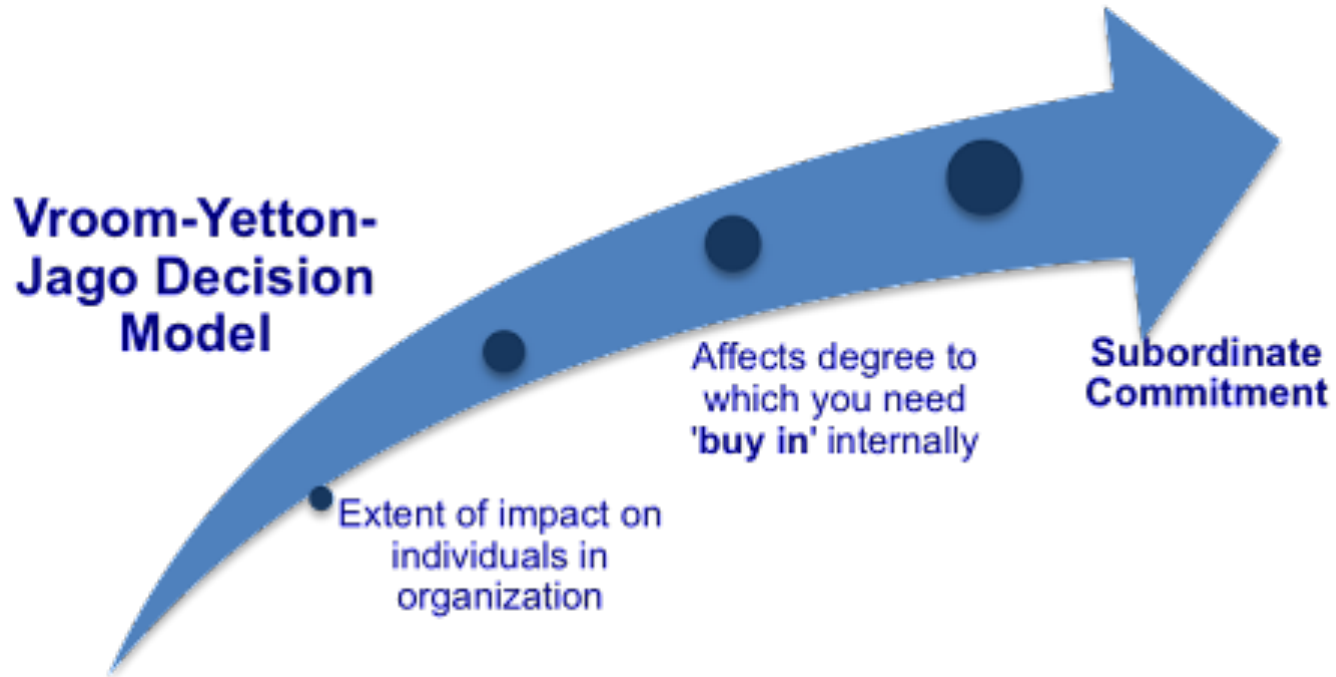 Vroom-Yetton-
Jago Decision
Model
Extent of impact on
individuals in
organization
Affects degree to
which you need
'buy in' internally
Subordinate
Commitment